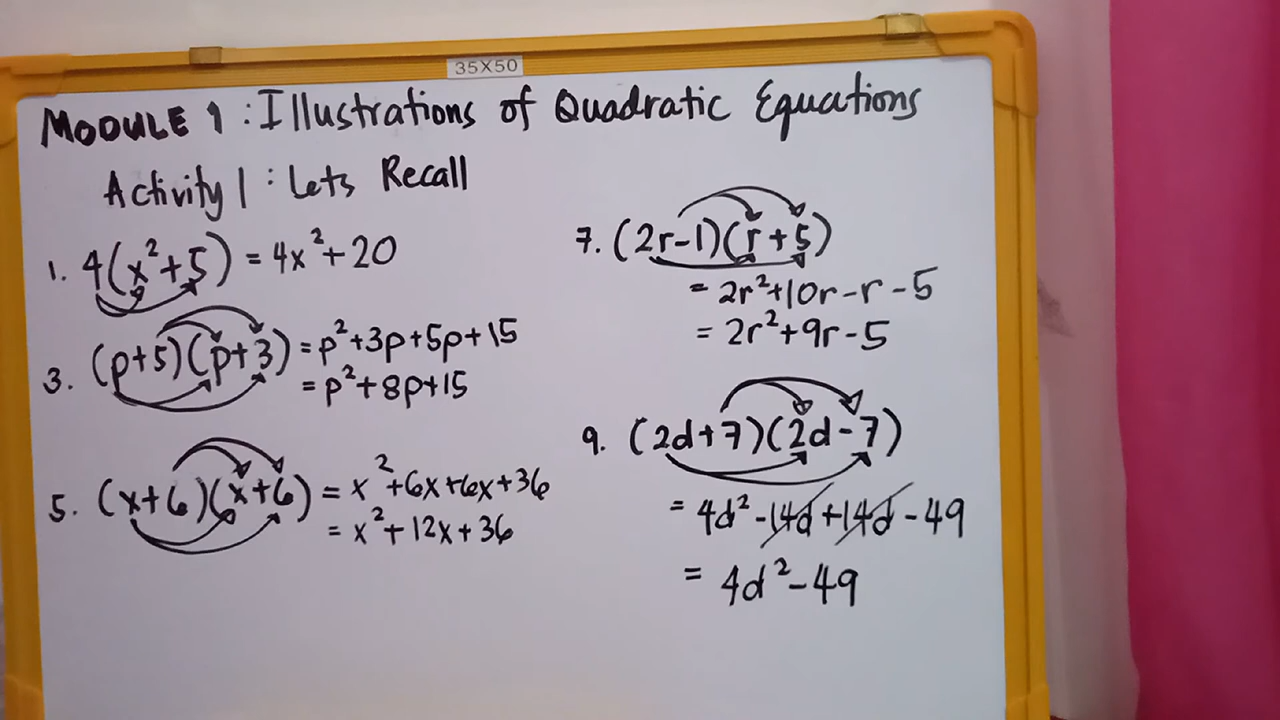 35X50
MODULE 1 : Illustrations of Quadratic Equations
Activity 1 : Lets Recall
1. 4(x²+5) = 4x²+20
3. (p+5)(p+3) = p²+3p+5p+15
= p²+8p+15
5. (x+6)(x+6) = x²+6x+6x+36
= x²+12x+36
7. (2r-1)(r+5)
= 2r²+10r-r-5
= 2r²+9r-5
9. (2d+7)(2d-7)
= 4d²-14d+14d-49
= 4d²-49